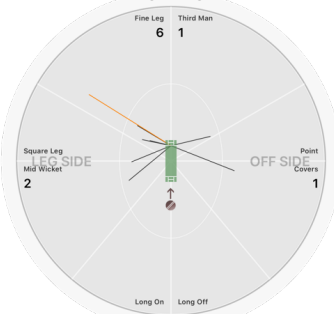 Fine Leg Third Man
6 1
Square Leg Point
LEG SIDE OFF SIDE
Mid Wicket Covers
2 1
Long On Long Off